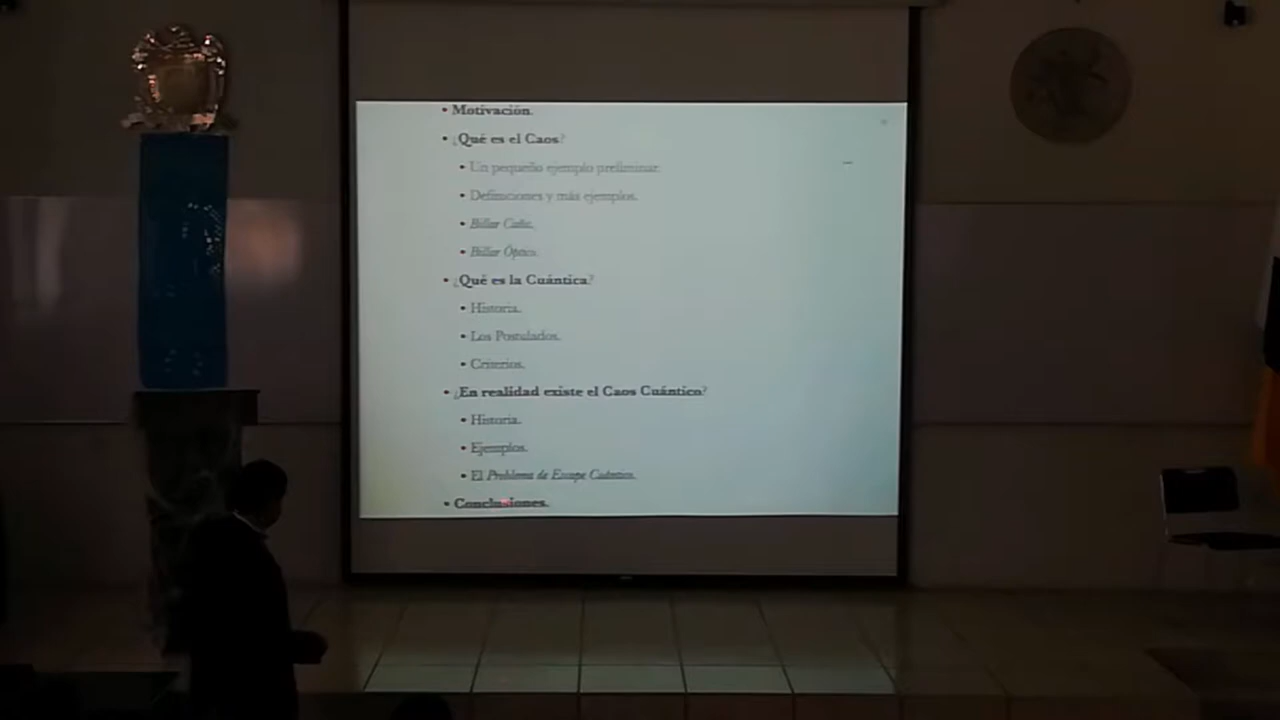 • Motivación.
• ¿Qué es el Caos?
• Un pequeño ejemplo preliminar.
• Definiciones y más ejemplos.
• Billar Caótico.
• Billar Óptico.
• ¿Qué es la Cuántica?
• Historia.
• Los Postulados.
• Criterios.
• ¿En realidad existe el Caos Cuántico?
• Historia.
• Ejemplos.
• El Problema de Escape Cuántico.
• Conclusiones.